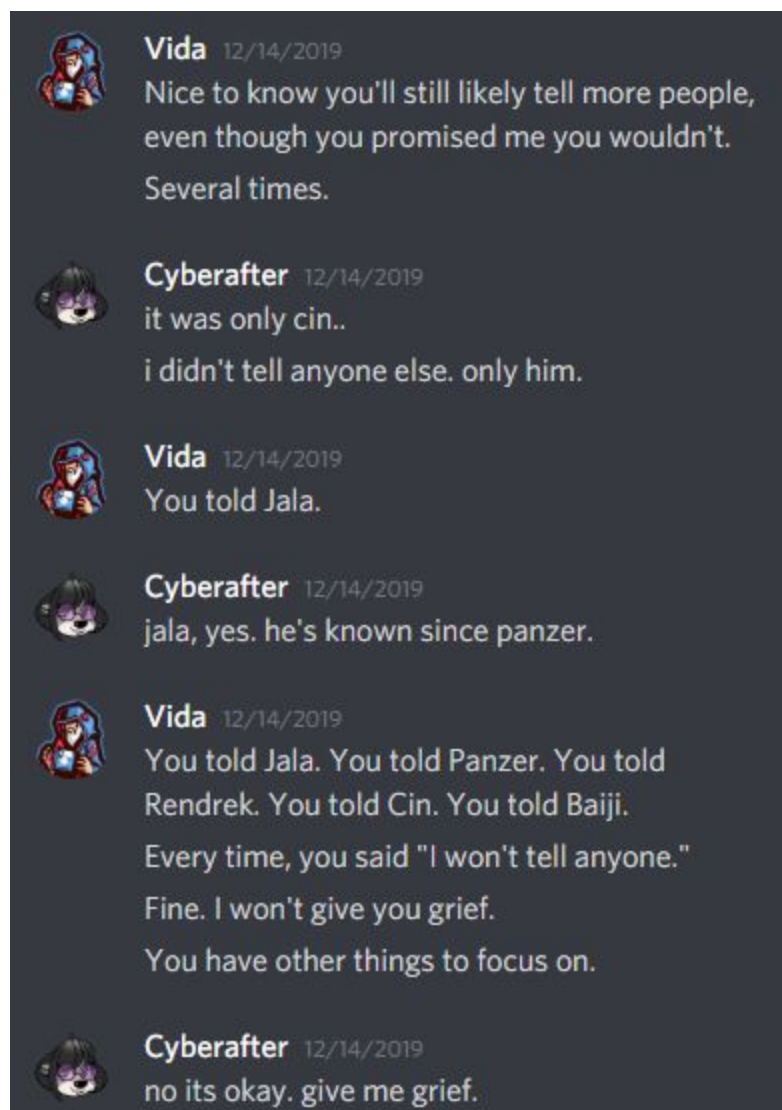 Vida 12/14/2019
Nice to know you'll still likely tell more people,
even though you promised me you wouldn't.
Several times.
Cyberafter 12/14/2019
it was only cin..
i didn't tell anyone else. only him.
Vida 12/14/2019
You told Jala.
Cyberafter 12/14/2019
jala, yes. he's known since panzer.
Vida 12/14/2019
You told Jala. You told Panzer. You told
Rendrek. You told Cin. You told Baiji.
Every time, you said "I won't tell anyone."
Fine. I won't give you grief.
You have other things to focus on.
Cyberafter 12/14/2019
no its okay. give me grief.